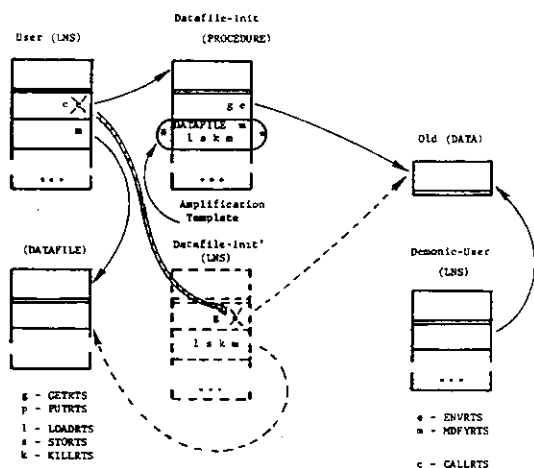 Datafile-Init
User (LNS)
(PROCEDURE)
c
g e
m
DATAFILE m
* l s k m *
Old (DATA)
...
...
Amplification
Template
(DATAFILE)
Datafile-Init'
(LNS)
Demonic-User
(LNS)
g
l s k m
...
...
g - GETRTS
p - PUTRTS
l - LOADRTS
s - STORTS
k - KILLRTS
e - ENVRTS
m - MDFYRTS
c - CALLRTS